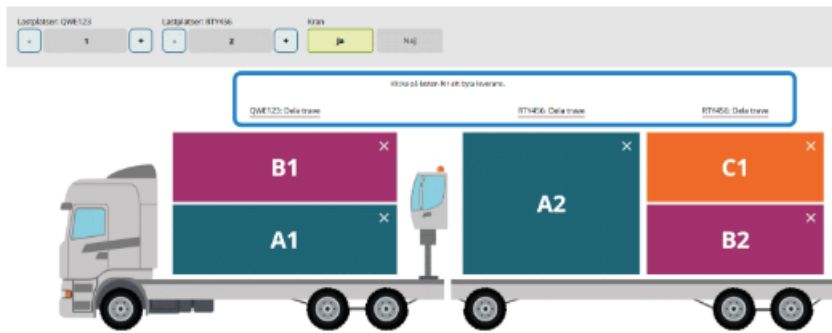 Lastplatser: QWE123
Lastplatser: RTY456
Kran
- 1 + - 2 + Ja Nej
Klicka på lasten för att byta leverans.
QWE123: Dela trave
RTY456: Dela trave
RTY456: Dela trave
B1
A1
A2
C1
B2